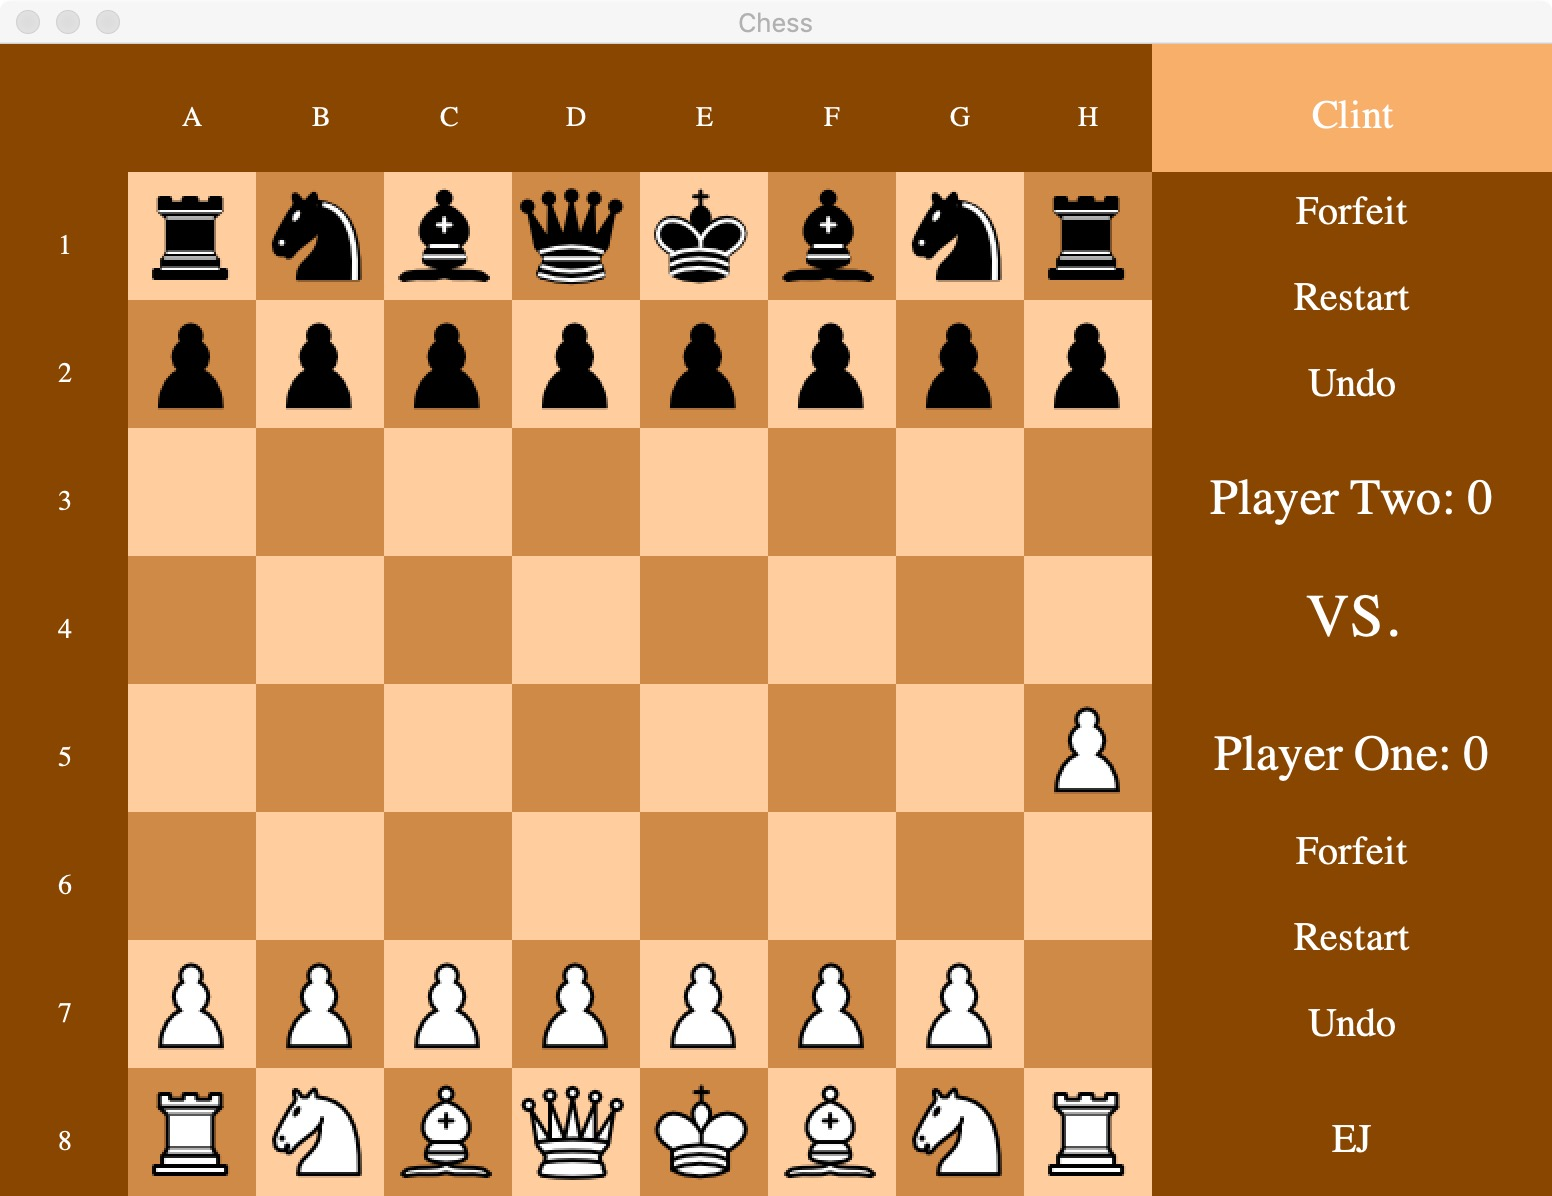 Chess
A B C D E F G H
Clint
1
Forfeit
Restart
2
Undo
3
Player Two: 0
4
VS.
5
Player One: 0
Forfeit
6
Restart
7
Undo
8
EJ